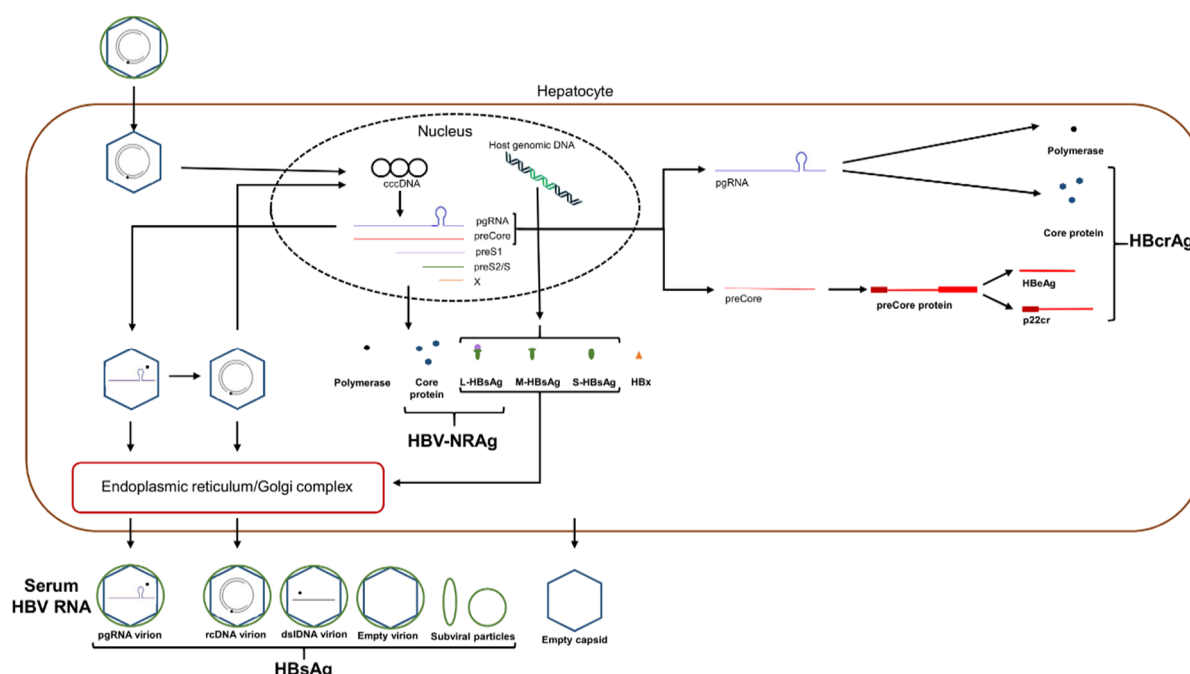 Hepatocyte
Nucleus
Host genomic DNA
cccDNA
pgRNA
preCore
preS1
preS2/S
X
pgRNA
Polymerase
Core protein
HBcrAg
preCore
preCore protein
HBeAg
p22cr
Polymerase
Core
protein
L-HBsAg
M-HBsAg
S-HBsAg
HBx
HBV-NRAg
Endoplasmic reticulum/Golgi complex
Serum
HBV RNA
pgRNA virion
rcDNA virion
dslDNA virion
Empty virion
Subviral particles
Empty capsid
HBsAg